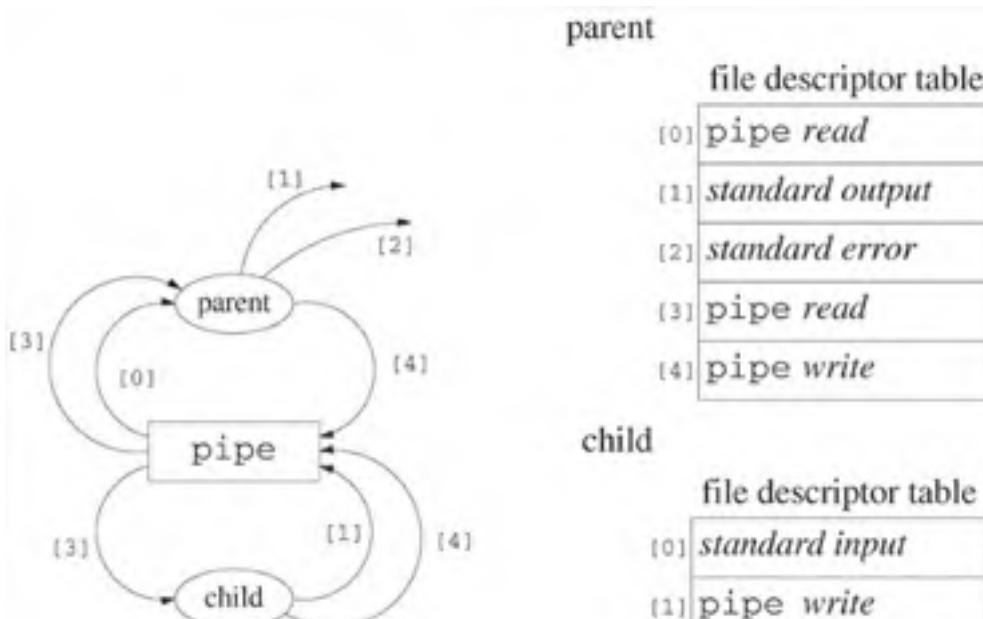 parent
file descriptor table
[0] pipe read
[1] standard output
[2] standard error
[3] pipe read
[4] pipe write
child
file descriptor table
[0] standard input
[1] pipe write
[1]
[2]
parent
[3]
[0]
[4]
pipe
[3]
[1]
[4]
child